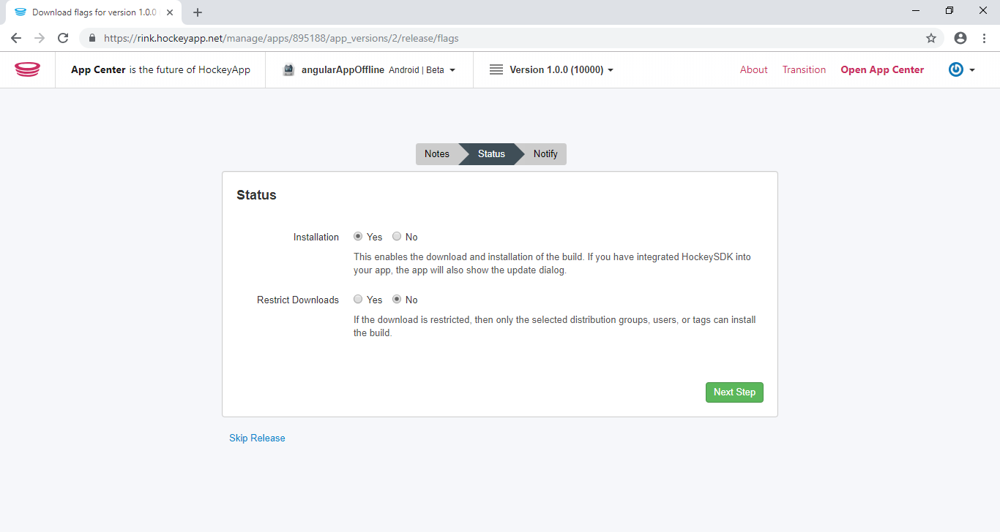 Download flags for version 1.0.0
https://rink.hockeyapp.net/manage/apps/895188/app_versions/2/release/flags
App Center is the future of HockeyApp
angularAppOffline Android | Beta
Version 1.0.0 (10000)
About Transition Open App Center
Notes Status Notify
Status
Installation Yes No
This enables the download and installation of the build. If you have integrated HockeySDK into
your app, the app will also show the update dialog.
Restrict Downloads Yes No
If the download is restricted, then only the selected distribution groups, users, or tags can install
the build.
Next Step
Skip Release